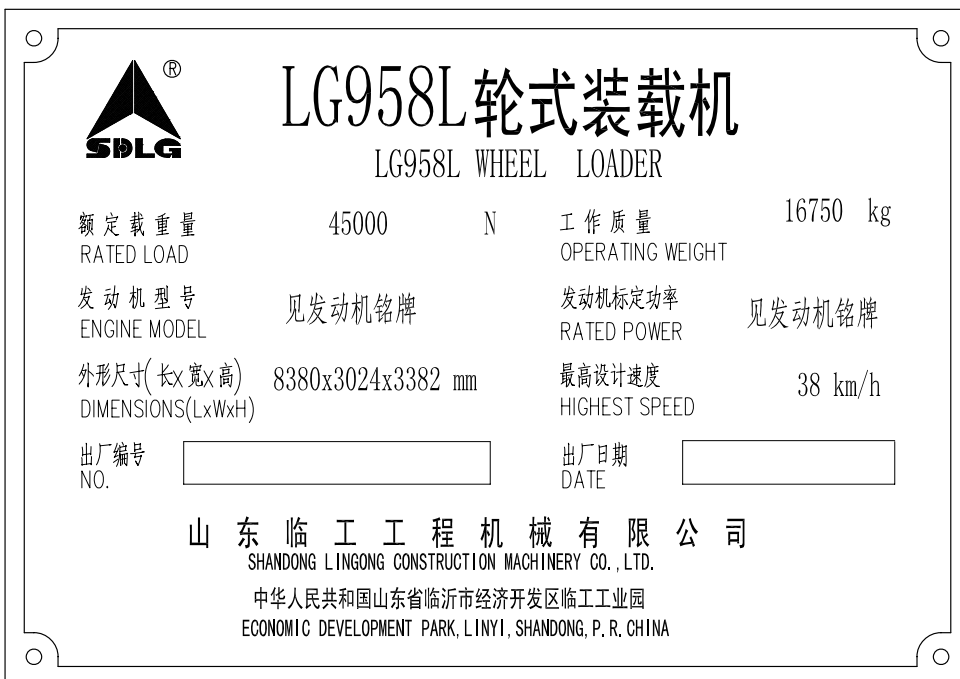 ®
SDLG
LG958L轮式装载机
LG958L WHEEL LOADER
额定载重量 45000 N 工作质量 16750 kg
RATED LOAD OPERATING WEIGHT
发动机型号 见发动机铭牌 发动机标定功率 见发动机铭牌
ENGINE MODEL RATED POWER
外形尺寸(长x宽x高) 8380x3024x3382 mm 最高设计速度 38 km/h
DIMENSIONS(LxWxH) HIGHEST SPEED
出厂编号 出厂日期
NO. DATE
山东临工工程机械有限公司
SHANDONG LINGONG CONSTRUCTION MACHINERY CO.,LTD.
中华人民共和国山东省临沂市经济开发区临工工业园
ECONOMIC DEVELOPMENT PARK,LINYI,SHANDONG,P.R.CHINA